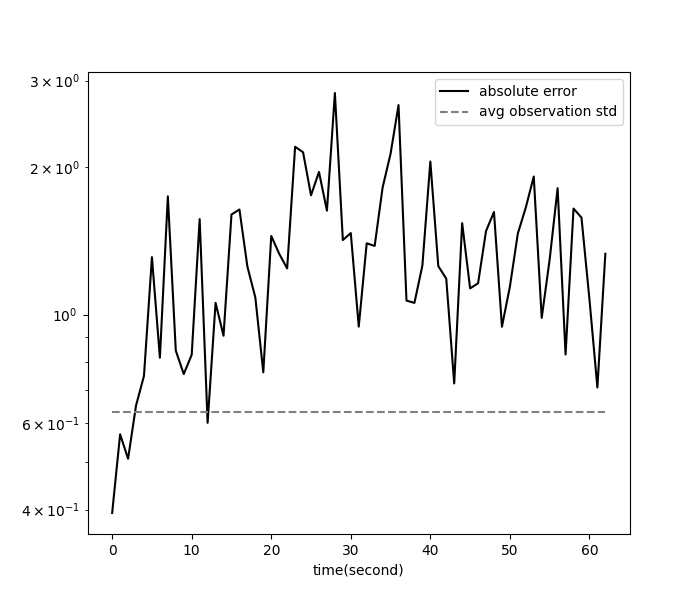 3 × 10⁰
2 × 10⁰
10⁰
6 × 10⁻¹
4 × 10⁻¹
absolute error
avg observation std
0 10 20 30 40 50 60
time(second)